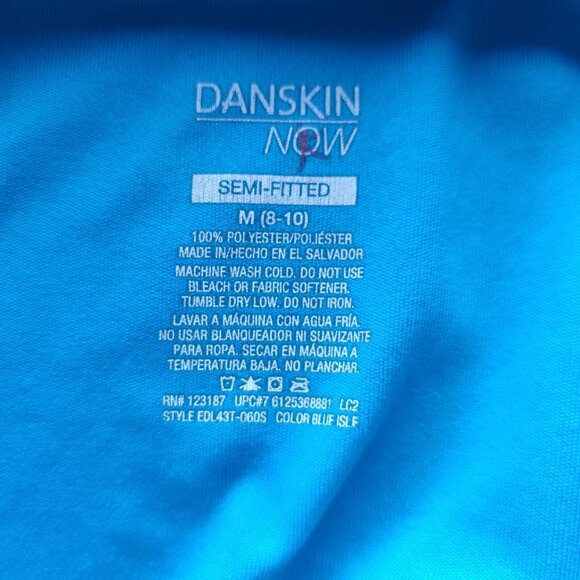 DANSKIN
NOW
SEMI-FITTED
M (8-10)
100% POLYESTER/POLIÉSTER
MADE IN/HECHO EN EL SALVADOR
MACHINE WASH COLD. DO NOT USE
BLEACH OR FABRIC SOFTENER.
TUMBLE DRY LOW. DO NOT IRON.
LAVAR A MÁQUINA CON AGUA FRÍA.
NO USAR BLANQUEADOR NI SUAVIZANTE
PARA ROPA. SECAR EN MÁQUINA A
TEMPERATURA BAJA. NO PLANCHAR.
RN# 123187 UPC#7 6125368881 LC2
STYLE EDL43T-060S COLOR BLUE ISLE